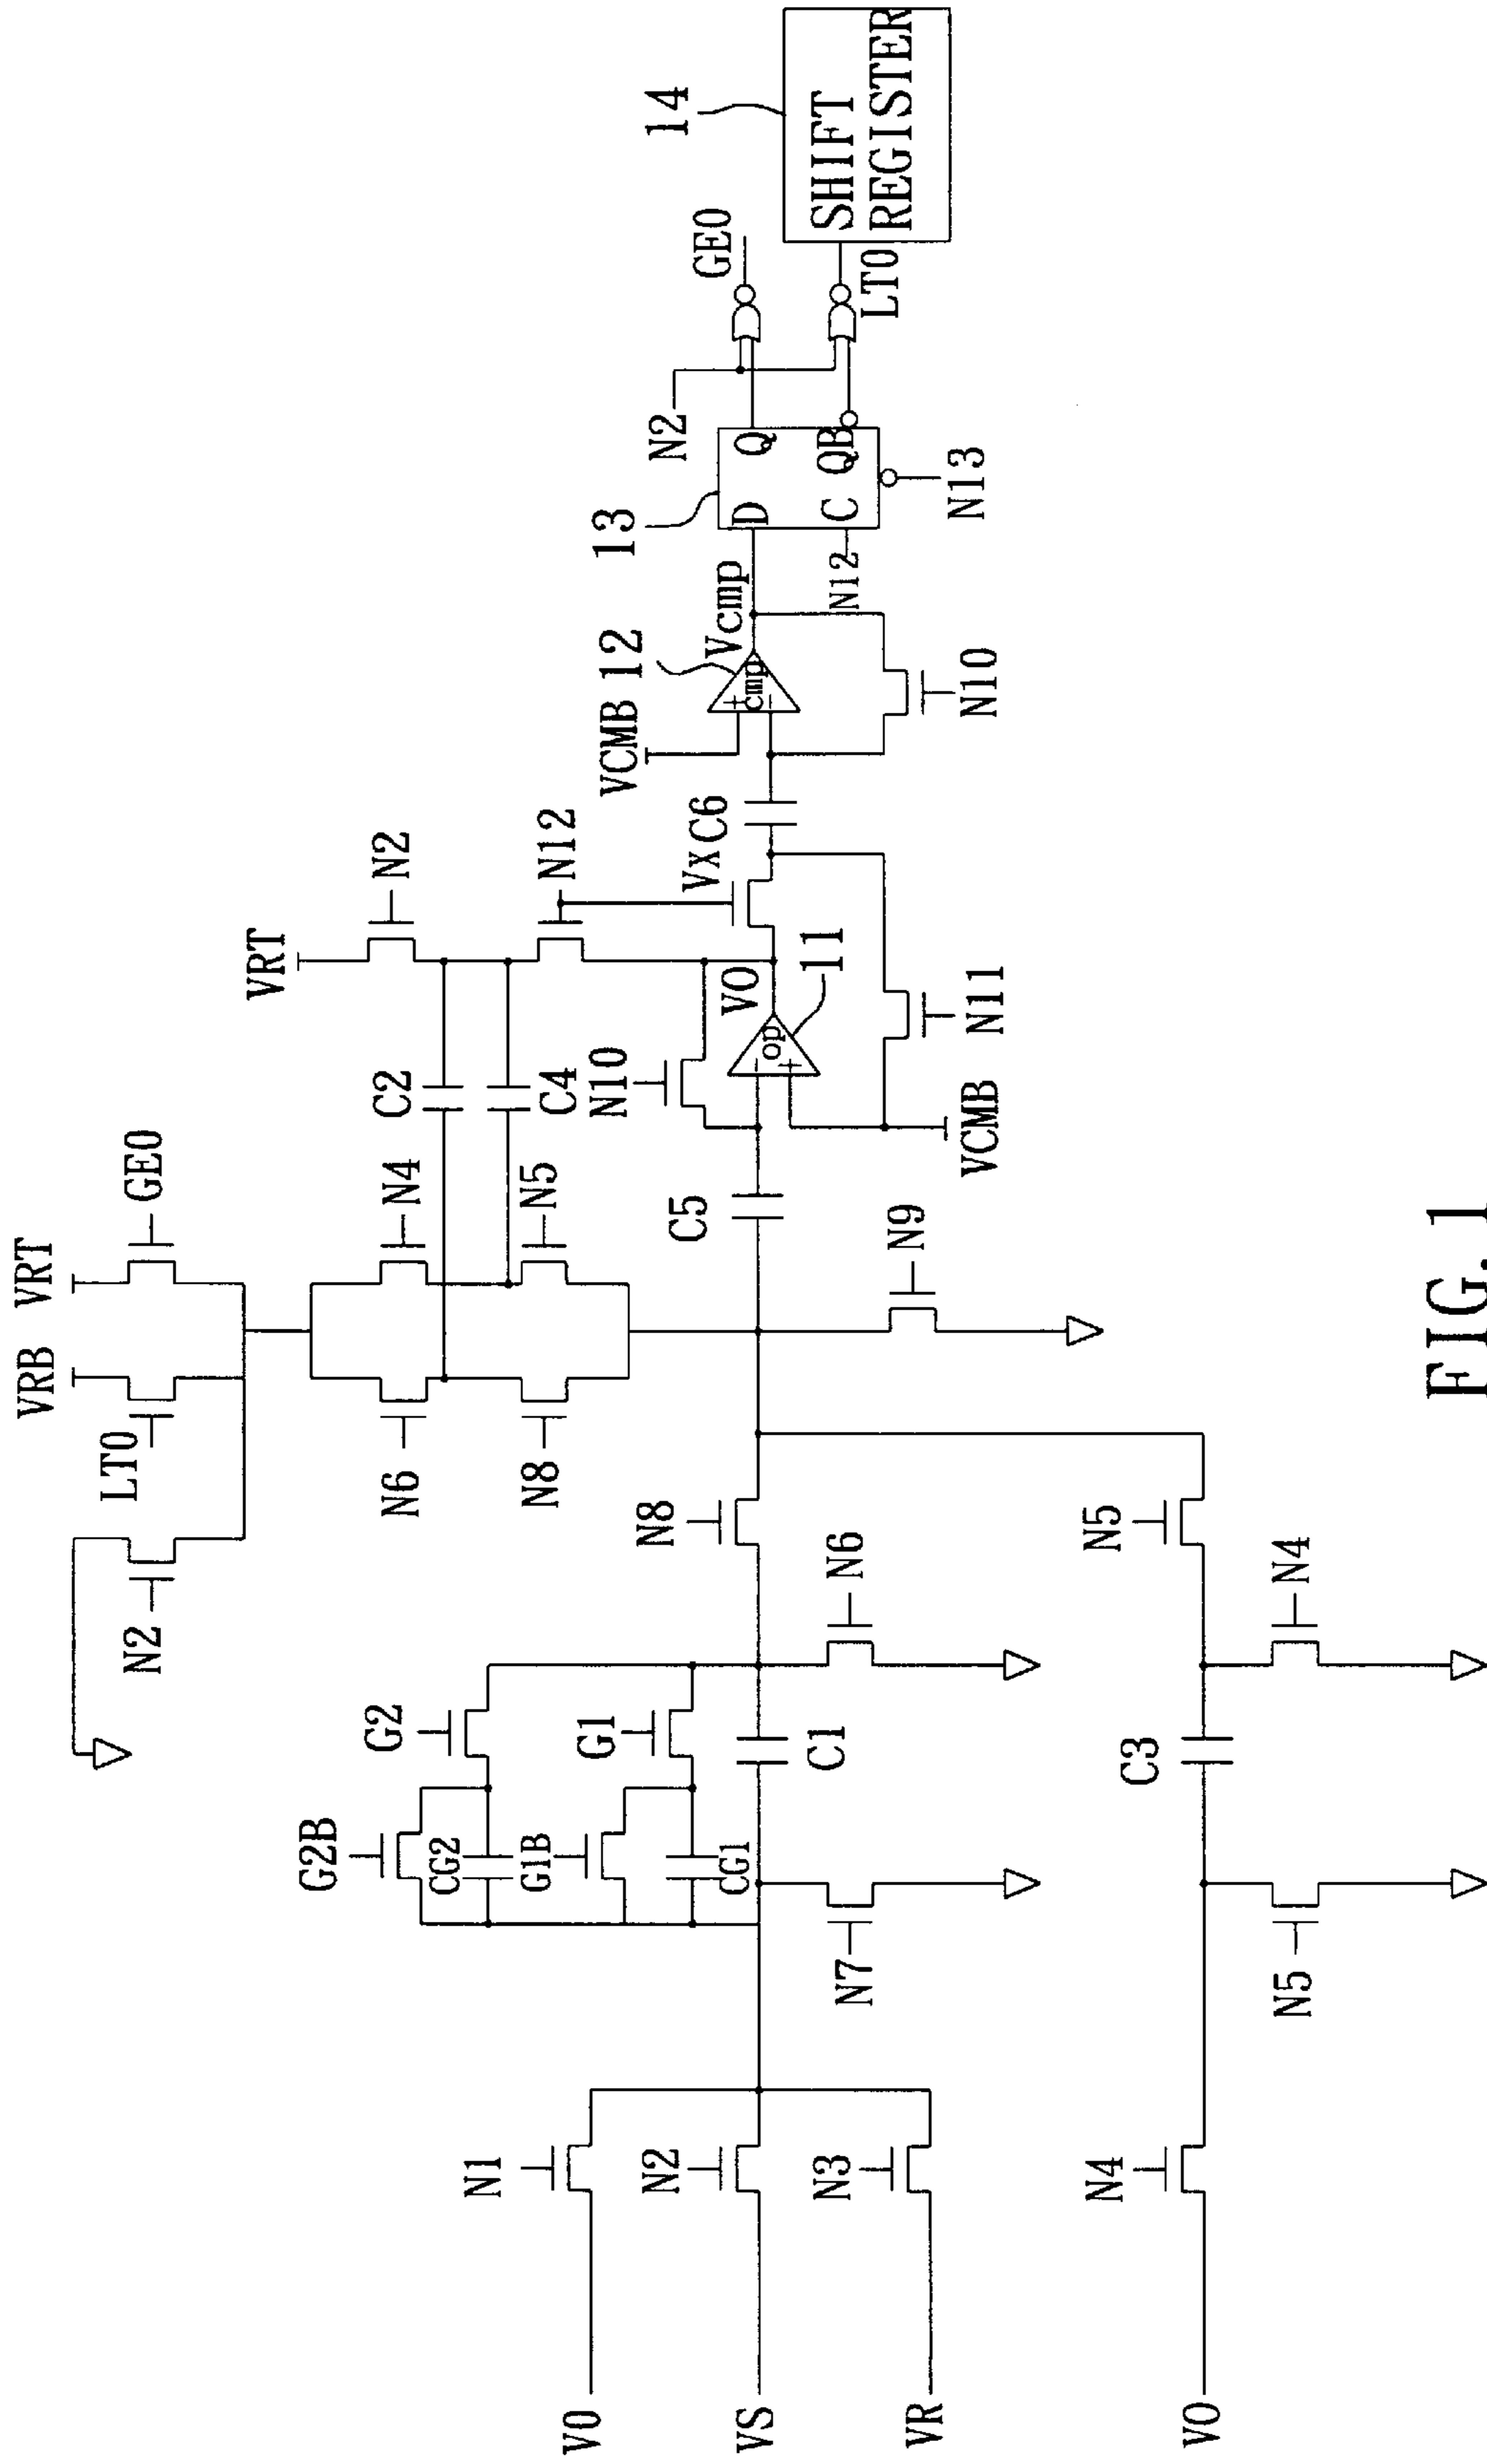 VRB
VRT
LT0
GE0
N2
N6
N4
N8
N5
C2
C4
VRT
N2
N12
G2
G2B
CG2
G1
G1B
CG1
C1
N8
N6
N7
C5
N9
N10
VO
op
-
+
11
VX
C6
N11
VCMB
VCMB
12
cmp
+
-
Vcmp
N10
13
D
Q
C
QB
N12
N13
N2
GE0
LT0
14
SHIFT
REGISTER
N1
VO
N2
VS
N3
VR
N4
VO
C3
N5
N5
N4
FIG. 1